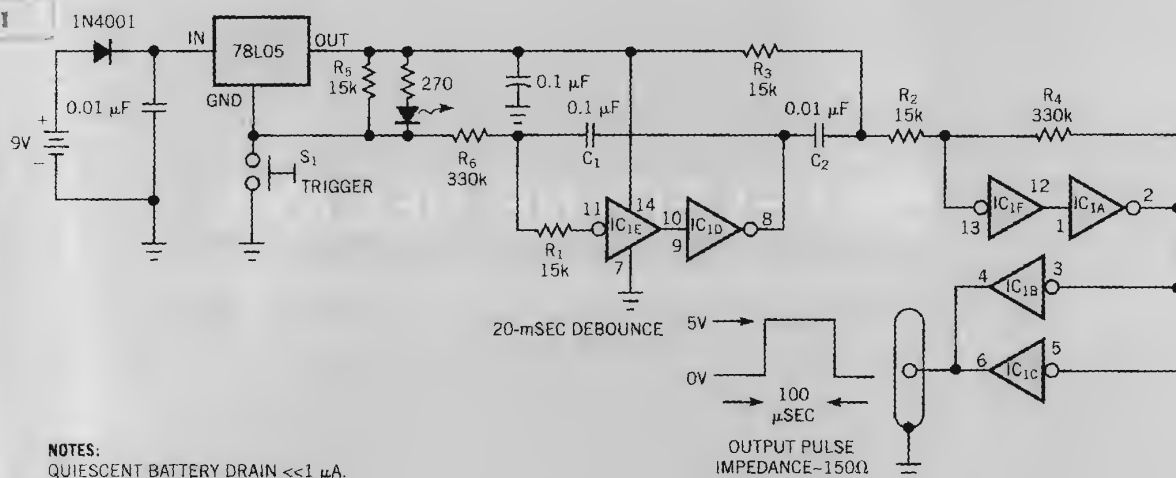 1N4001
IN
78L05
OUT
GND
0.01 µF
9V
+
–
S1
TRIGGER
R5
15k
270
0.1 µF
R6
330k
0.1 µF
C1
R1
15k
11
IC1E
14
7
10
9
IC1D
8
20-mSEC DEBOUNCE
R3
15k
0.01 µF
C2
R2
15k
R4
330k
13
IC1F
12
1
IC1A
2
4
IC1B
3
6
IC1C
5
5V
0V
100
µSEC
OUTPUT PULSE
IMPEDANCE~150Ω
NOTES:
QUIESCENT BATTERY DRAIN <<1 µA.